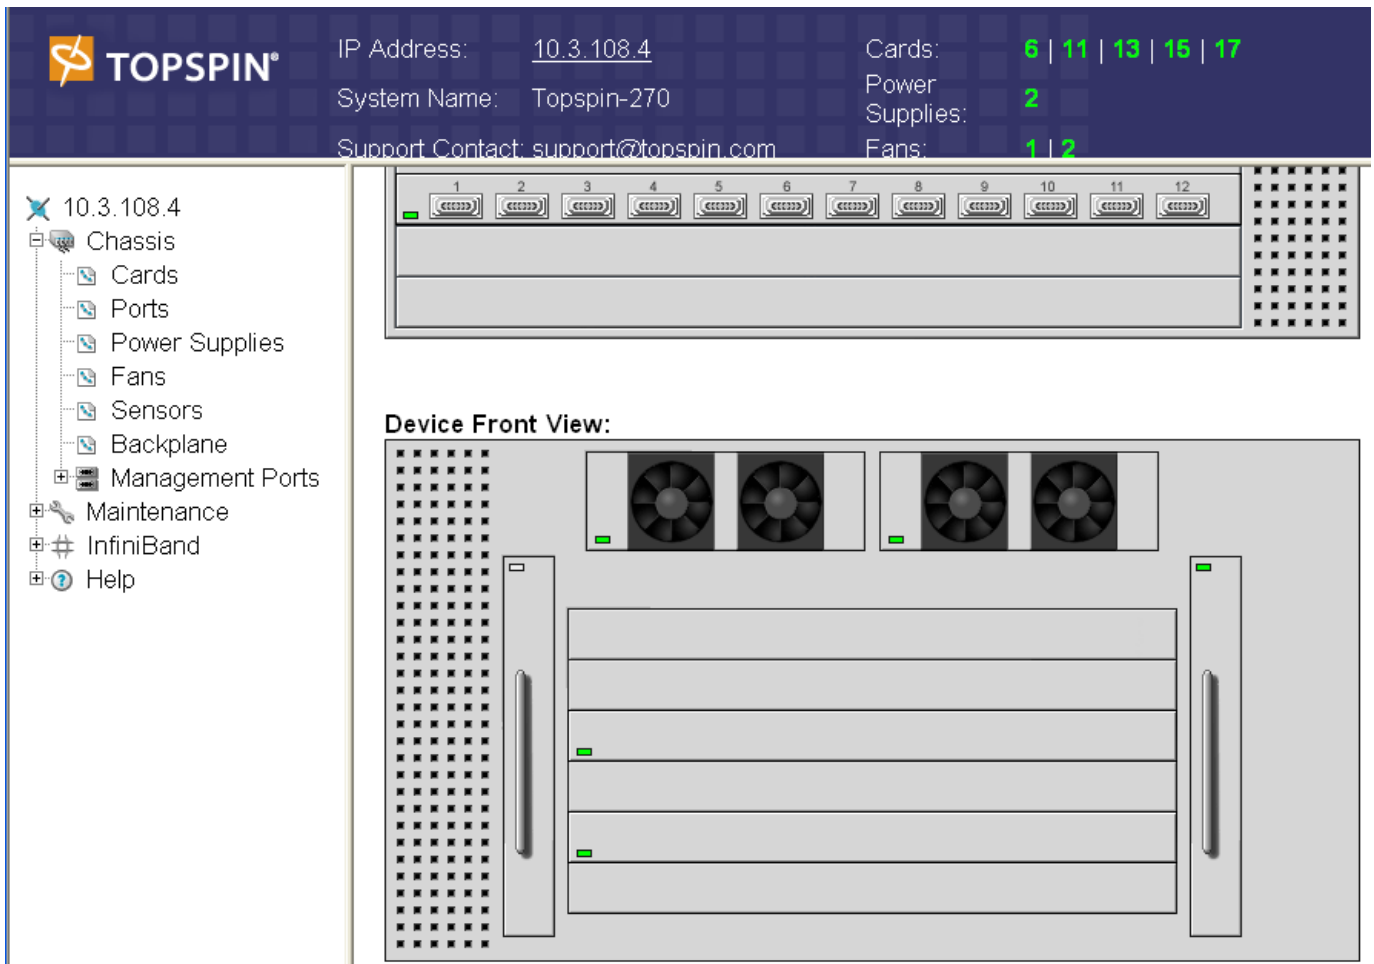 TOPSPIN®
IP Address: 10.3.108.4
System Name: Topspin-270
Support Contact: support@topspin.com
Cards: 6 | 11 | 13 | 15 | 17
Power
Supplies: 2
Fans: 1 | 2
10.3.108.4
Chassis
Cards
Ports
Power Supplies
Fans
Sensors
Backplane
Management Ports
Maintenance
InfiniBand
Help
1 2 3 4 5 6 7 8 9 10 11 12
Device Front View: